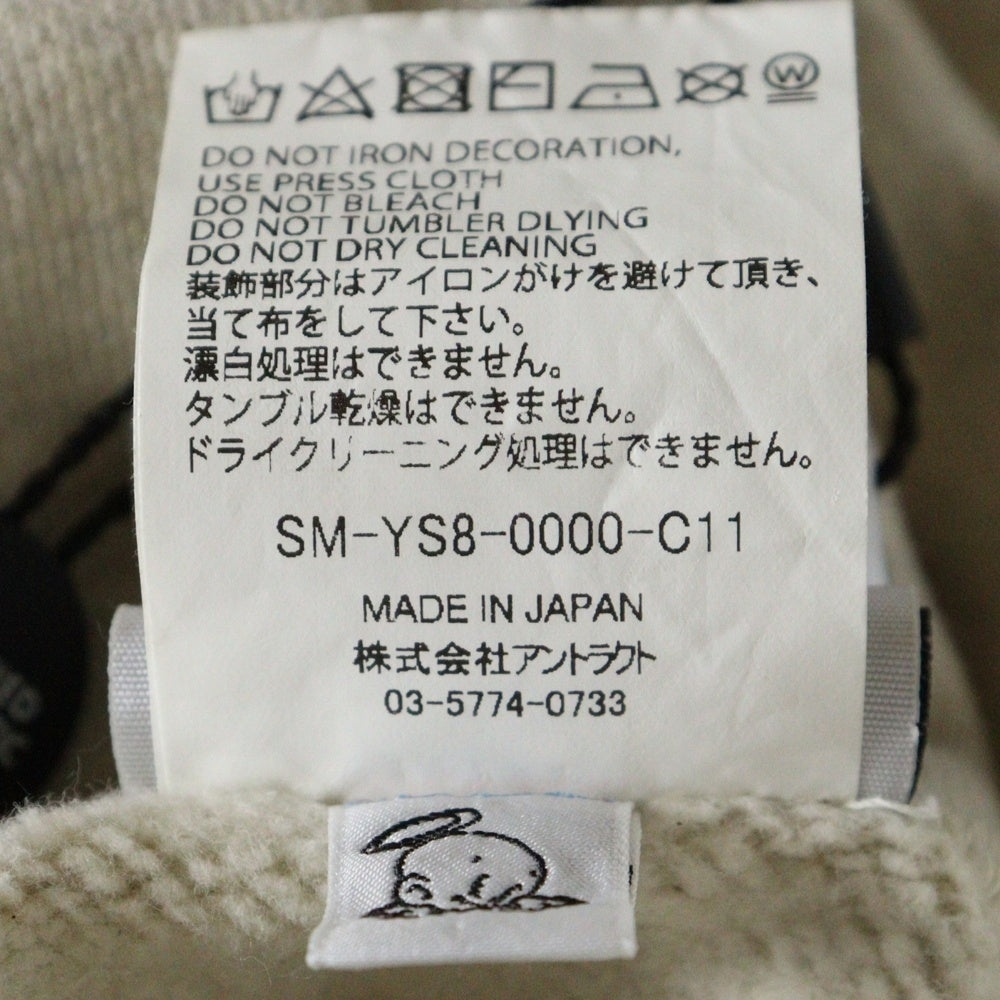 W
DO NOT IRON DECORATION,
USE PRESS CLOTH
DO NOT BLEACH
DO NOT TUMBLER DLYING
DO NOT DRY CLEANING
装飾部分はアイロンがけを避けて頂き、
当て布をして下さい。
漂白処理はできません。
タンブル乾燥はできません。
ドライクリーニング処理はできません。
SM-YS8-0000-C11
MADE IN JAPAN
株式会社アントラクト
03-5774-0733